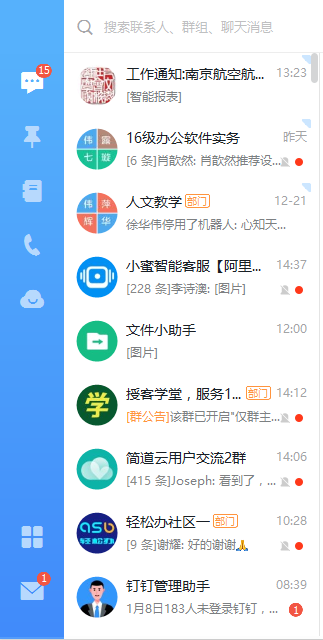 搜索联系人、群组、聊天消息
15
工作通知:南京航空航... 13:23
[智能报表]
伟 露
七 璇
16级办公软件实务 昨天
[6 条]肖歆然: 肖歆然推荐设...
伟 萍
辉 华
人文教学 部门 12-21
徐华伟停用了机器人: 心知天...
小蜜智能客服【阿里... 14:37
[228 条]李诗澳: [图片]
文件小助手 12:00
[图片]
学
授客学堂，服务1... 部门 14:12
[群公告]该群已开启"仅群主...
简道云用户交流2群 14:06
[415 条]Joseph: 看到了，...
轻松办社区一 部门 10:28
[9 条]谢耀: 好的谢谢🙏
钉钉管理助手 08:39
1月8日183人未登录钉钉，... 1
1